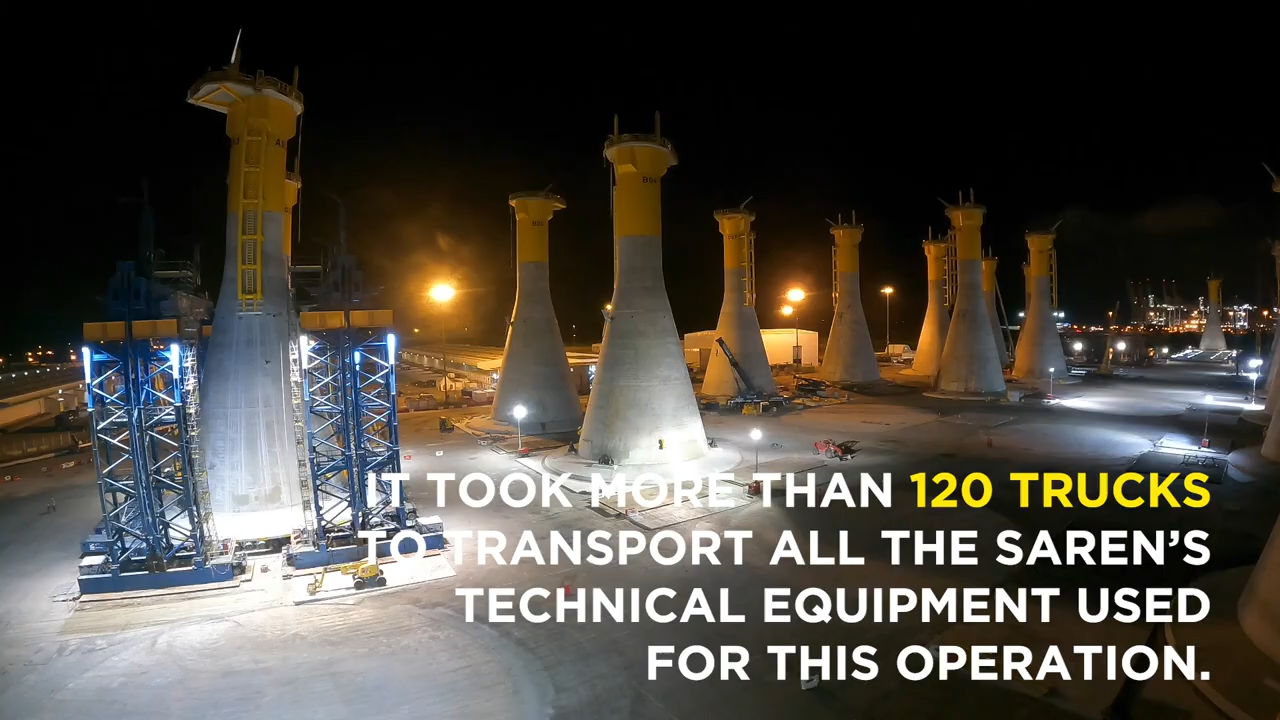 IT TOOK MORE THAN 120 TRUCKS
TO TRANSPORT ALL THE SAREN’S
TECHNICAL EQUIPMENT USED
FOR THIS OPERATION.